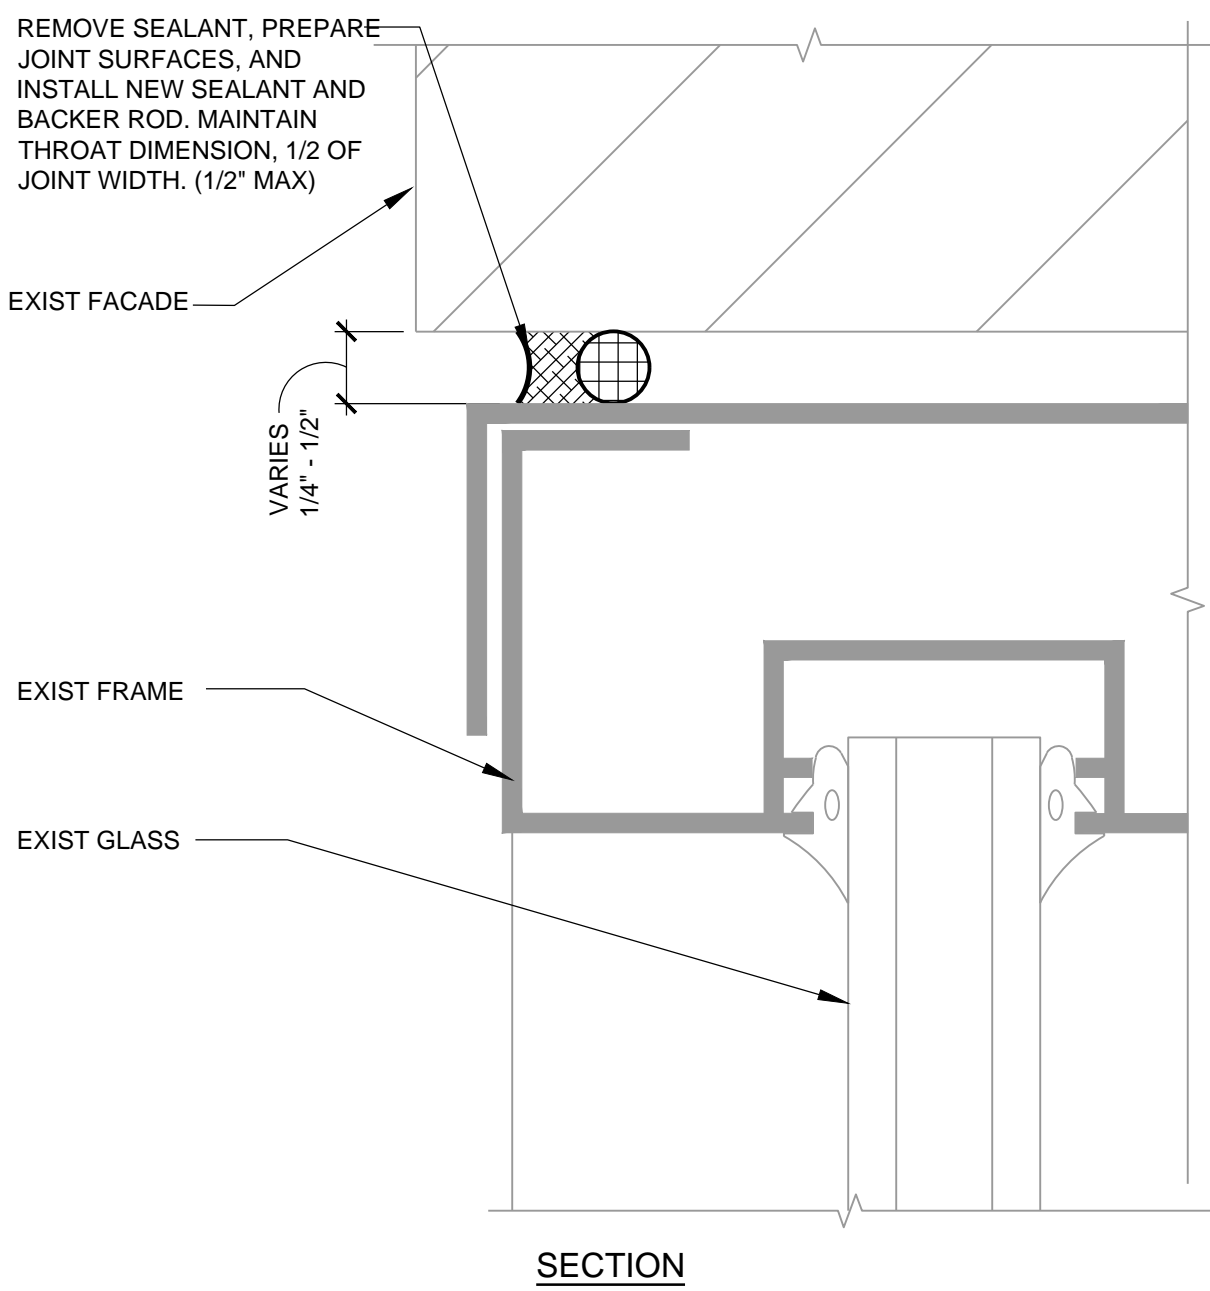 REMOVE SEALANT, PREPARE
JOINT SURFACES, AND
INSTALL NEW SEALANT AND
BACKER ROD. MAINTAIN
THROAT DIMENSION, 1/2 OF
JOINT WIDTH. (1/2" MAX)
EXIST FACADE
VARIES
1/4" - 1/2"
EXIST FRAME
EXIST GLASS
SECTION